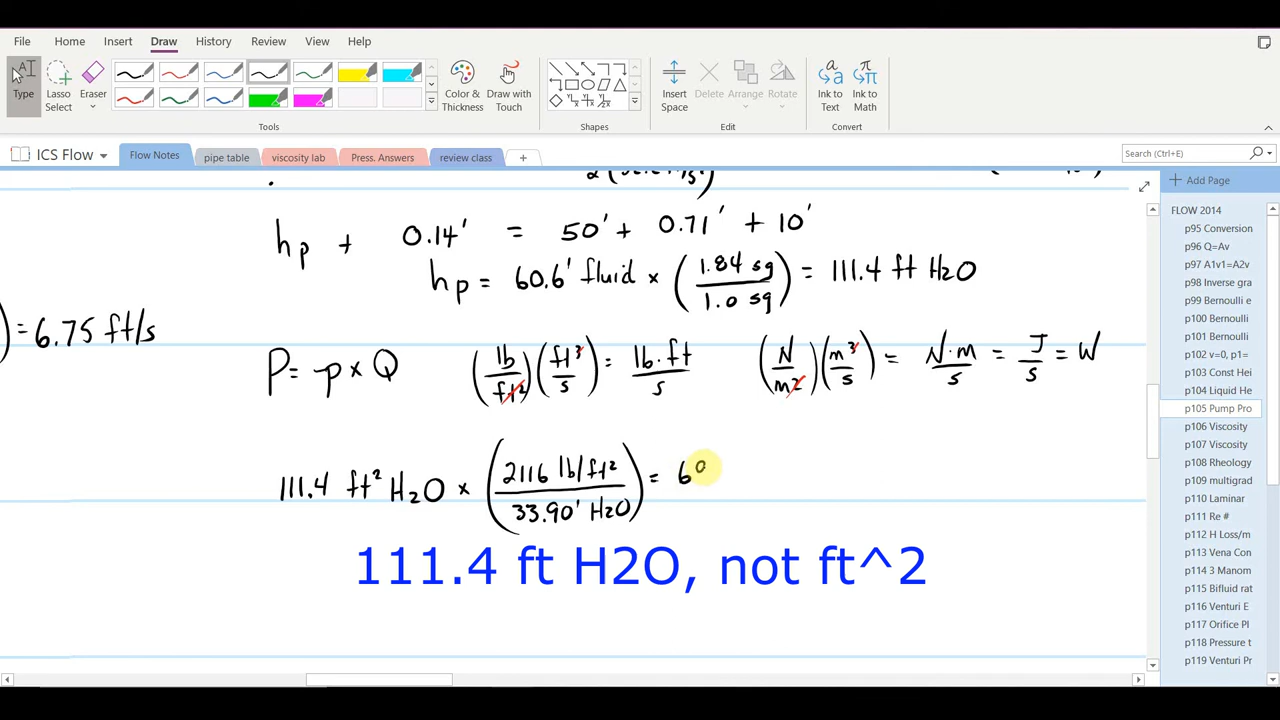 File Home Insert Draw History Review View Help
Type Lasso Select Eraser Color & Thickness Draw with Touch Insert Space Delete Arrange Rotate Ink to Text Ink to Math
Tools Shapes Edit Convert
ICS Flow Flow Notes pipe table viscosity lab Press. Answers review class + Search (Ctrl+E)
+ Add Page
FLOW 2014
p95 Conversion
p96 Q=Av
p97 A1v1=A2v
p98 Inverse gra
p99 Bernoulli e
p100 Bernoulli
p101 Bernoulli
p102 v=0, p1=
p103 Const Hei
p104 Liquid He
p105 Pump Pro
p106 Viscosity
p107 Viscosity
p108 Rheology
p109 multigrad
p110 Laminar
p111 Re #
p112 H Loss/m
p113 Vena Con
p114 3 Manom
p115 Bifluid rat
p116 Venturi E
p117 Orifice Pl
p118 Pressure t
p119 Venturi Pr
hp + 0.14' = 50' + 0.71' + 10'
hp = 60.6' fluid × (1.84 sg / 1.0 sg) = 111.4 ft H2O
) = 6.75 ft/s
P = p × Q (lb/ft²)(ft³/s) = lb·ft/s (N/m²)(m³/s) = N·m/s = J/s = W
111.4 ft² H2O × (2116 lb/ft² / 33.90' H2O) = 6
111.4 ft H2O, not ft^2